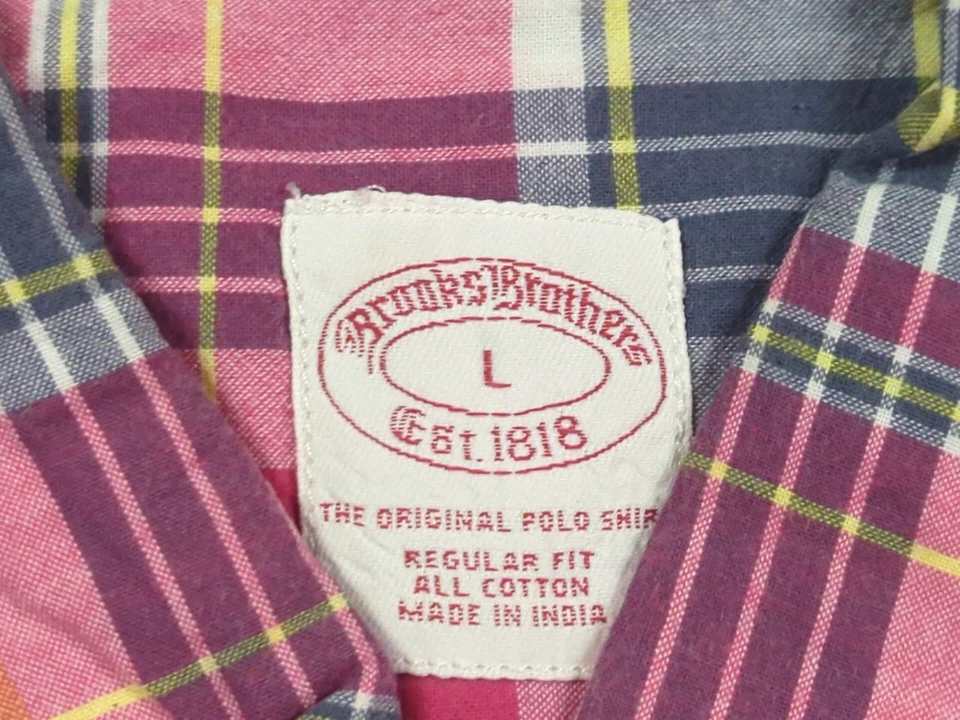 Brooks Brothers
L
Est. 1818
THE ORIGINAL POLO SHIR
REGULAR FIT
ALL COTTON
MADE IN INDIA